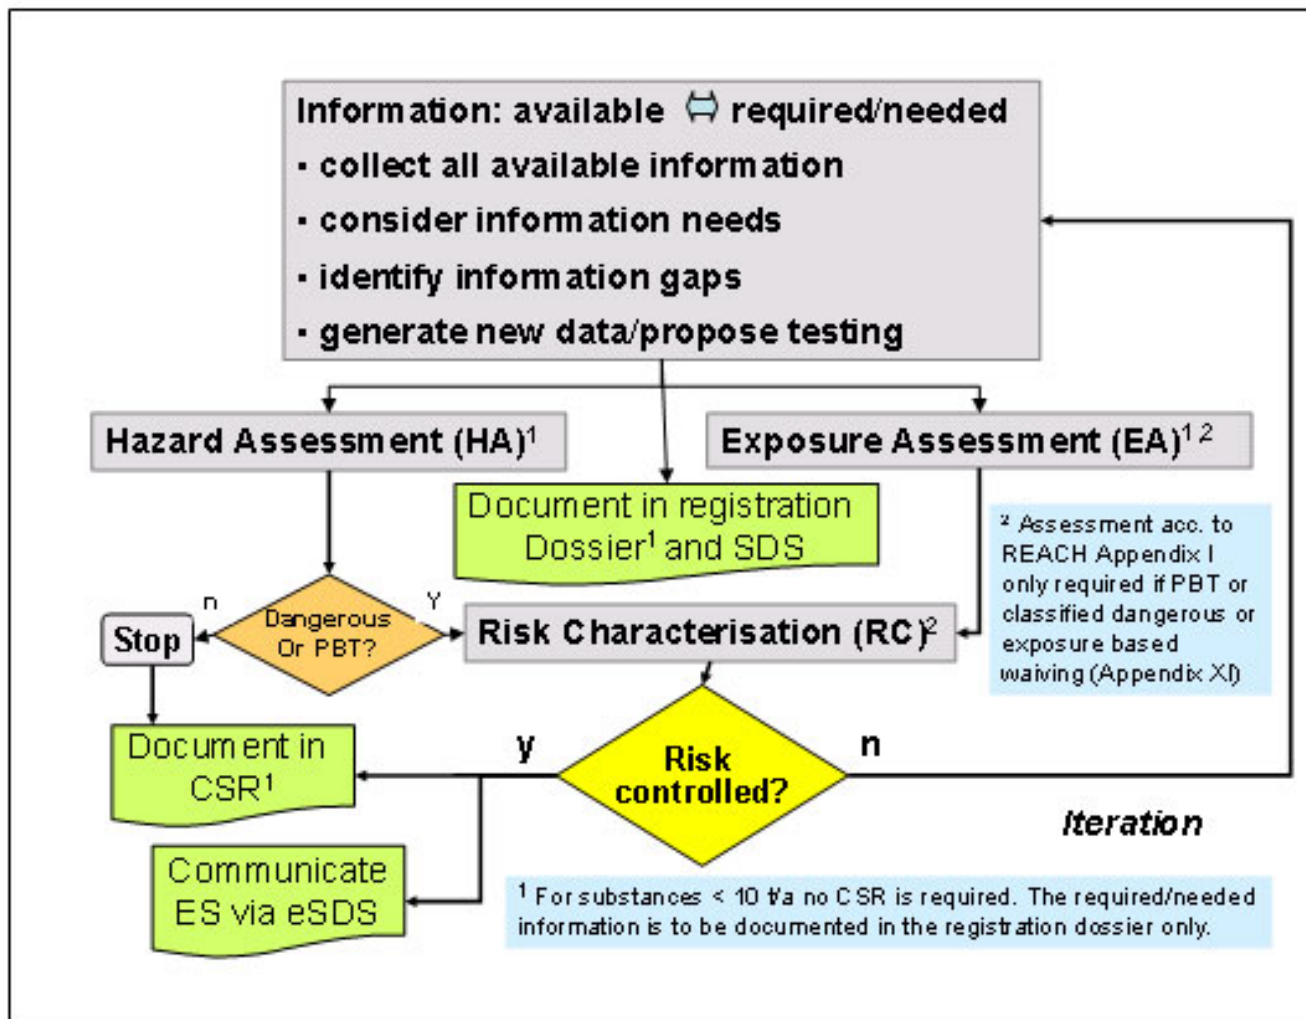 Information: available ⇔ required/needed
▪ collect all available information
▪ consider information needs
▪ identify information gaps
▪ generate new data/propose testing
Hazard Assessment (HA)¹
Exposure Assessment (EA)¹ ²
Document in registration
Dossier¹ and SDS
² Assessment acc. to
REACH Appendix I
only required if PBT or
classified dangerous or
exposure based
waiving (Appendix XI)
n
Y
Dangerous
Or PBT?
Stop
Risk Characterisation (RC)²
Document in
CSR¹
y
Risk
controlled?
n
Iteration
Communicate
ES via eSDS
¹ For substances < 10 t/a no CSR is required. The required/needed
information is to be documented in the registration dossier only.